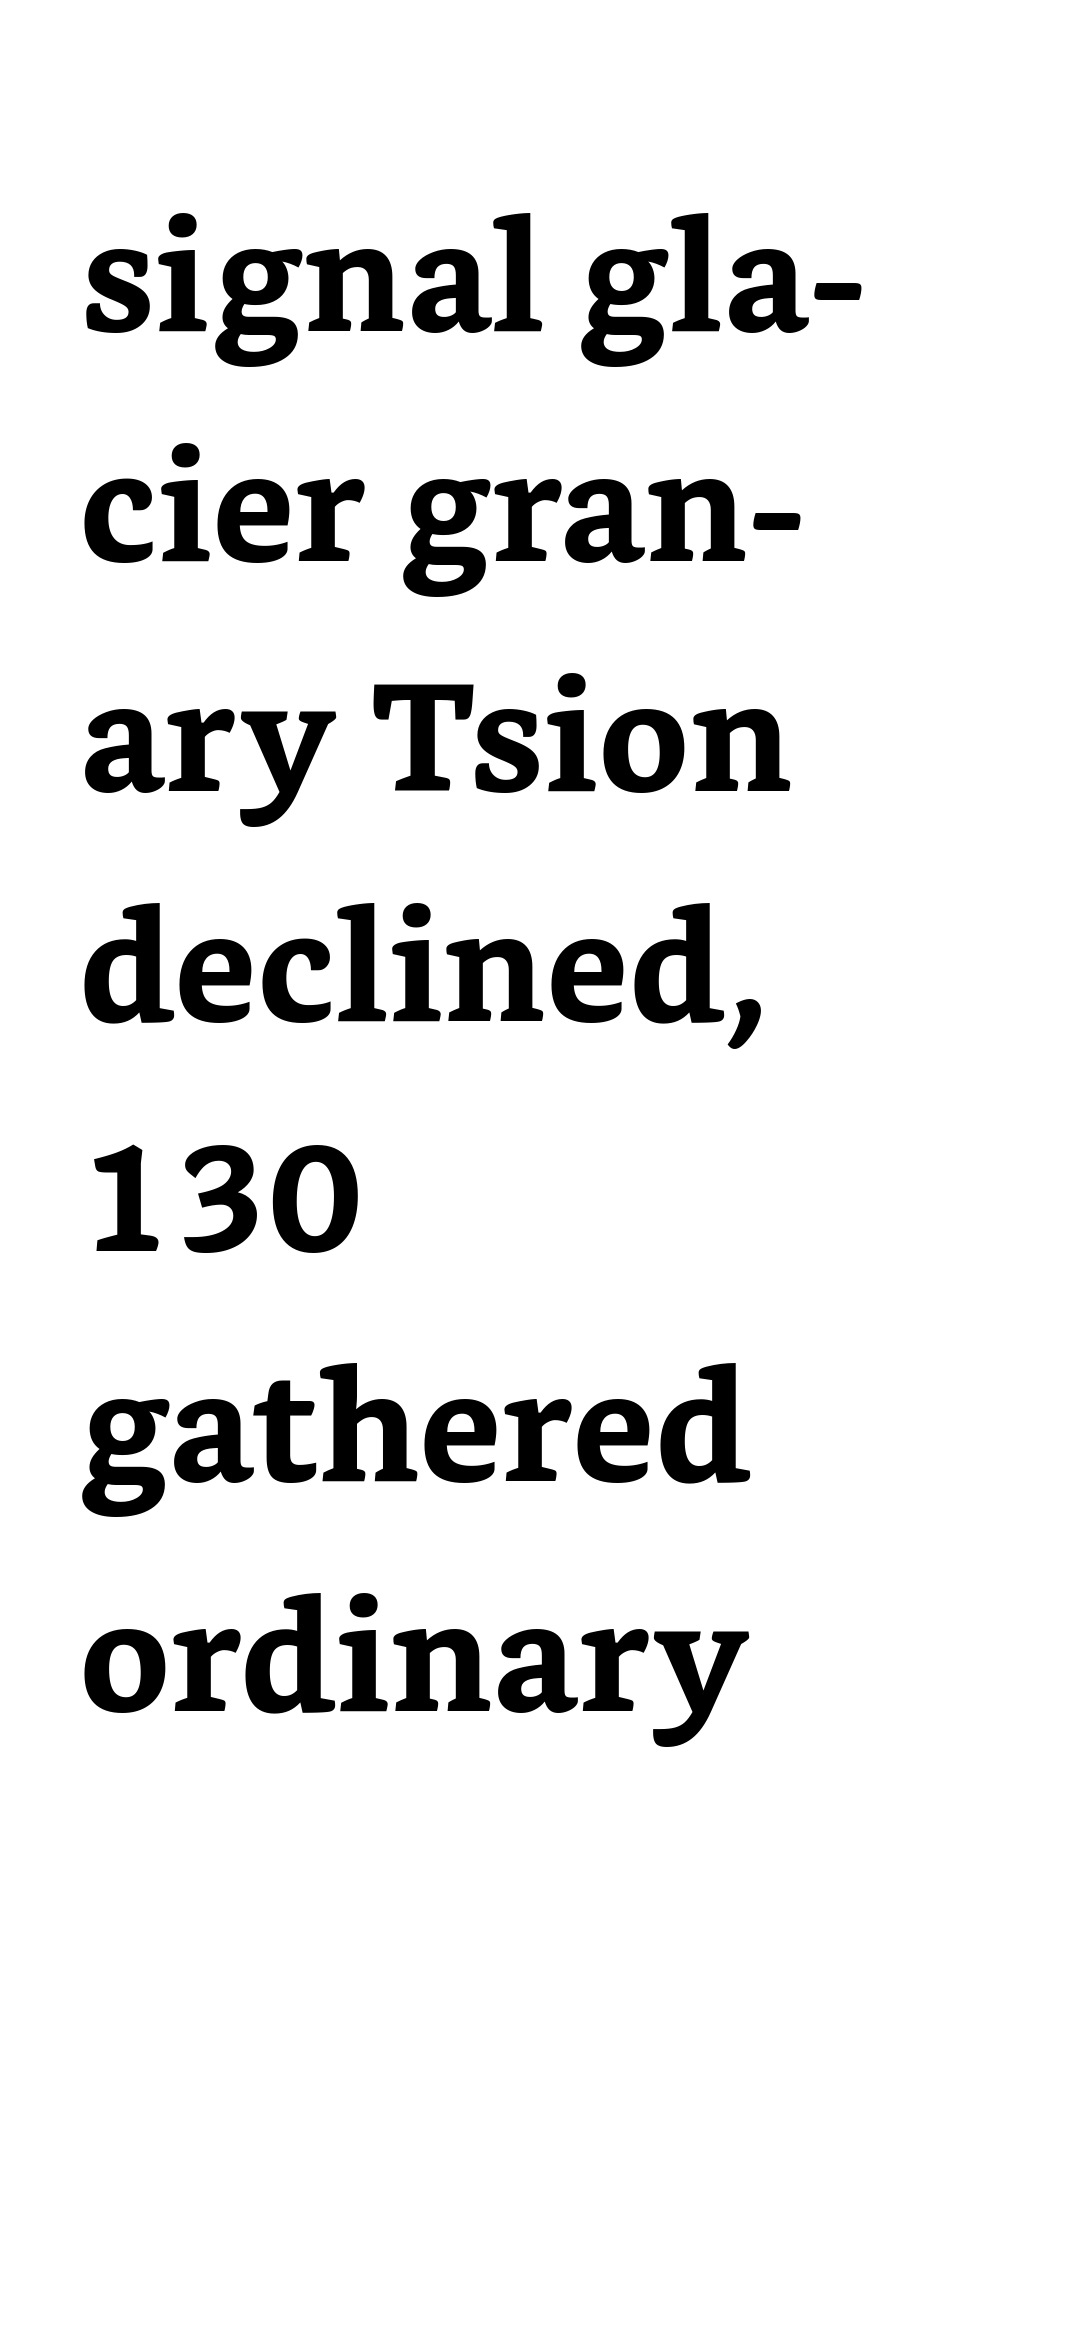 signal gla-
cier gran-
ary Tsion
declined,
130
gathered
ordinary